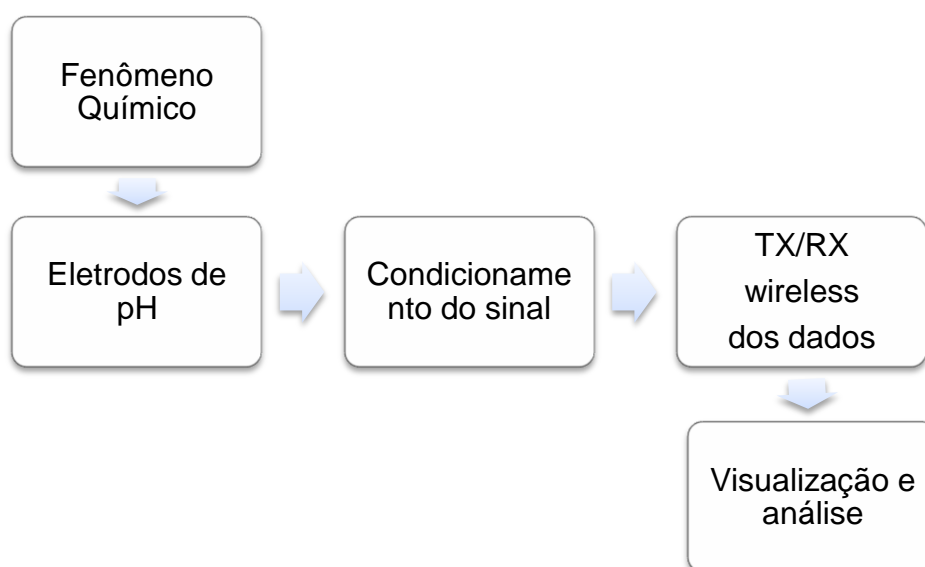 Fenômeno
Químico
Eletrodos de
pH
Condicioname
nto do sinal
TX/RX
wireless
dos dados
Visualização e
análise